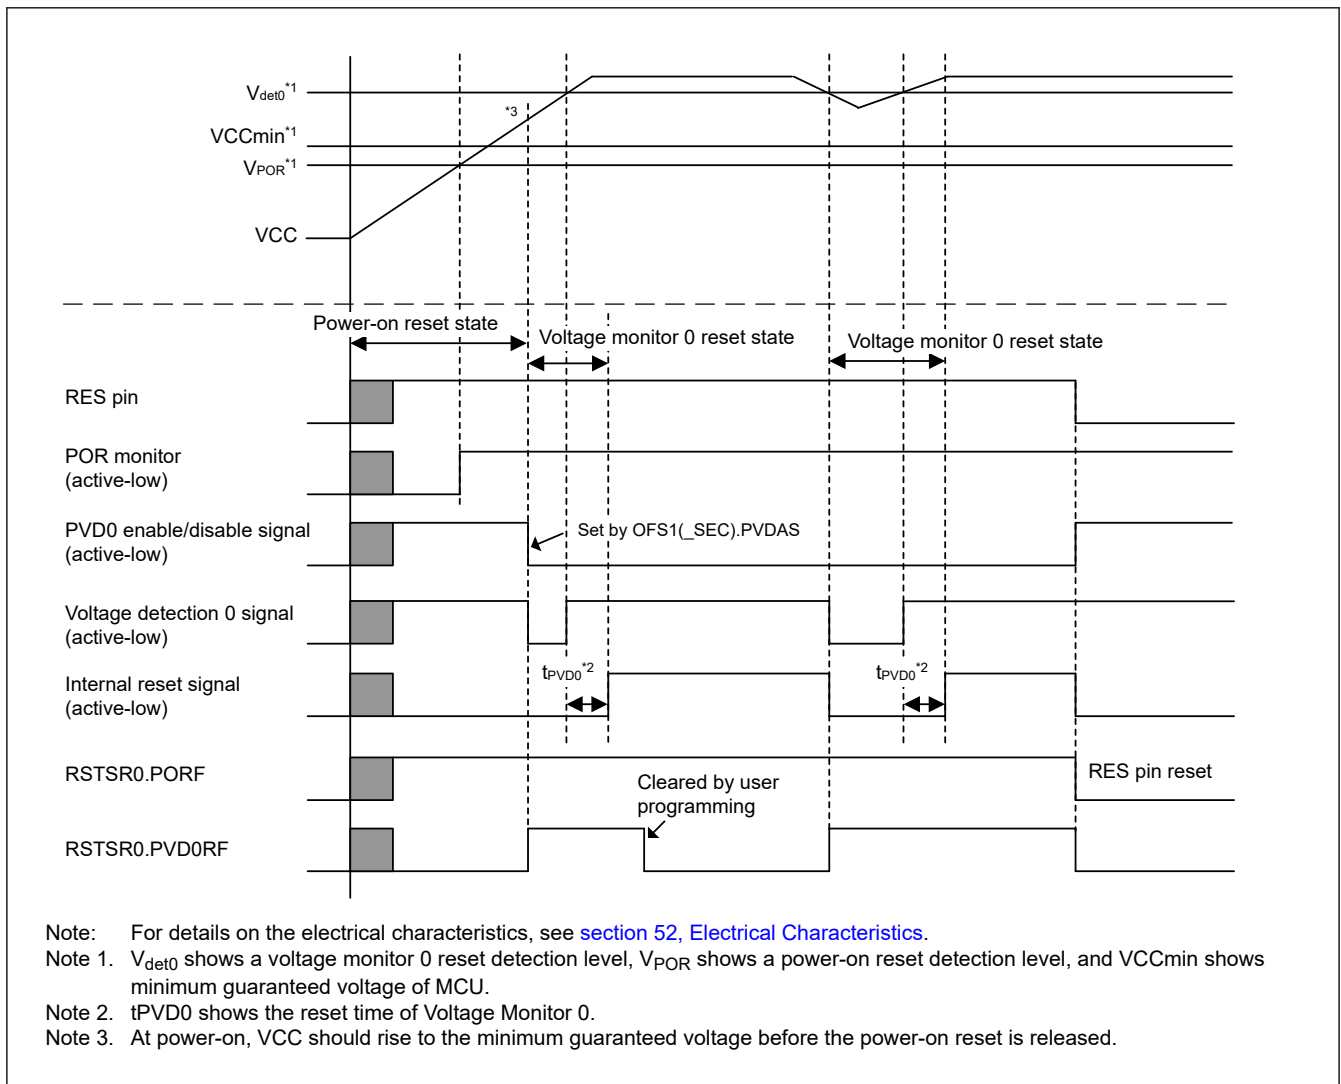 Vdet0*1
*3
VCCmin*1
VPOR*1
VCC
Power-on reset state
Voltage monitor 0 reset state
Voltage monitor 0 reset state
RES pin
POR monitor
(active-low)
PVD0 enable/disable signal
(active-low)
Set by OFS1(_SEC).PVDAS
Voltage detection 0 signal
(active-low)
tPVD0*2
tPVD0*2
Internal reset signal
(active-low)
RSTSR0.PORF
RES pin reset
Cleared by user
programming
RSTSR0.PVD0RF
Note: For details on the electrical characteristics, see section 52, Electrical Characteristics.
Note 1. Vdet0 shows a voltage monitor 0 reset detection level, VPOR shows a power-on reset detection level, and VCCmin shows
minimum guaranteed voltage of MCU.
Note 2. tPVD0 shows the reset time of Voltage Monitor 0.
Note 3. At power-on, VCC should rise to the minimum guaranteed voltage before the power-on reset is released.